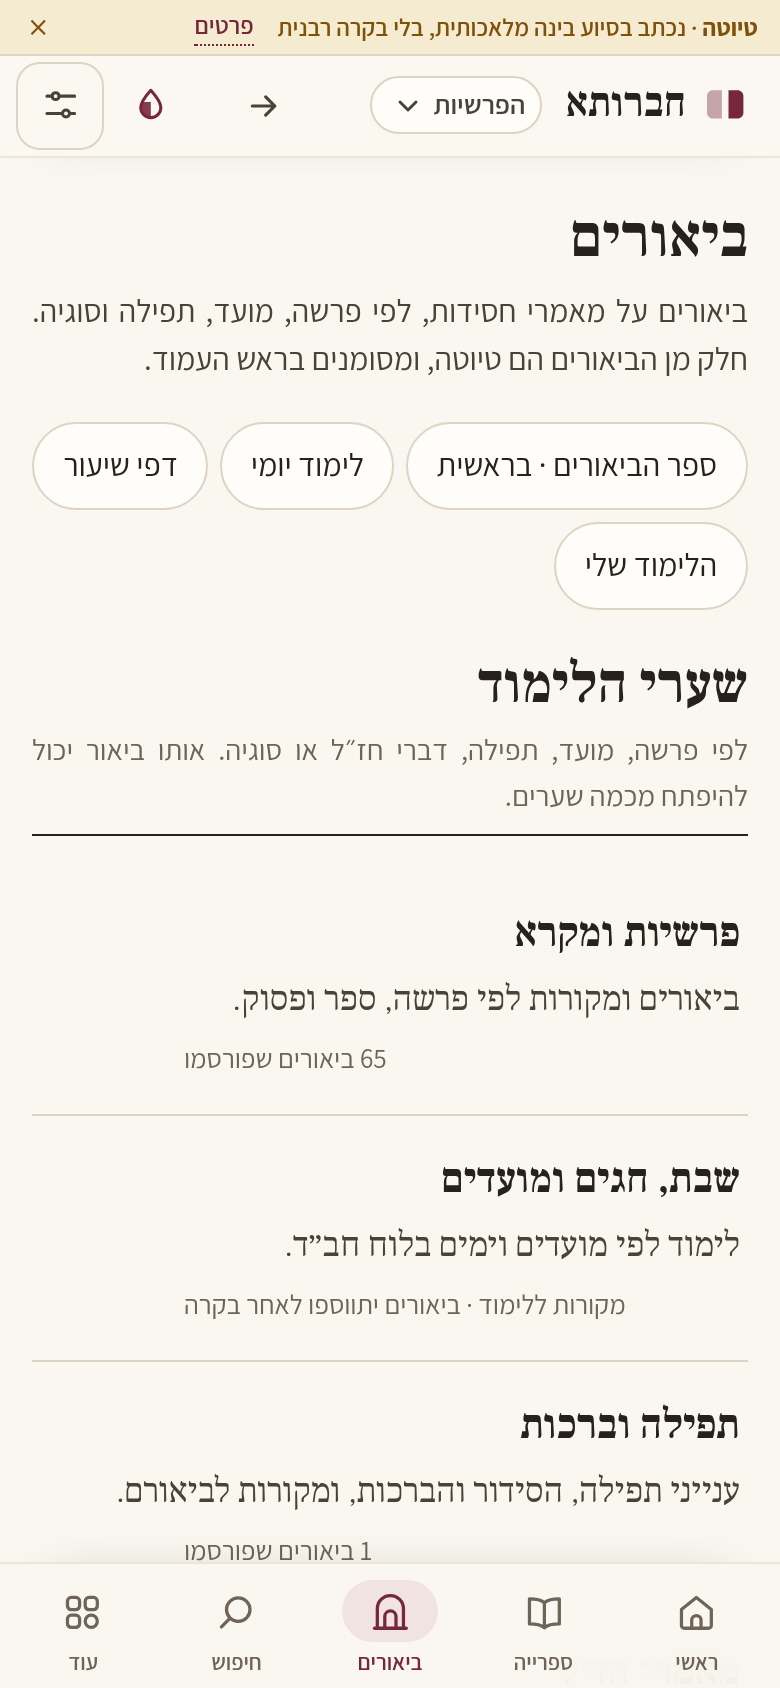 טיוטה · נכתב בסיוע בינה מלאכותית, בלי בקרה רבנית פרטים
חברותא הפרשיות
ביאורים
ביאורים על מאמרי חסידות, לפי פרשה, מועד, תפילה וסוגיה.
חלק מן הביאורים הם טיוטה, ומסומנים בראש העמוד.
ספר הביאורים · בראשית לימוד יומי דפי שיעור
הלימוד שלי
שערי הלימוד
לפי פרשה, מועד, תפילה, דברי חז״ל או סוגיה. אותו ביאור יכול
להיפתח מכמה שערים.
פרשיות ומקרא
ביאורים ומקורות לפי פרשה, ספר ופסוק.
65 ביאורים שפורסמו
שבת, חגים ומועדים
לימוד לפי מועדים וימים בלוח חב״ד.
מקורות ללימוד · ביאורים יתווספו לאחר בקרה
תפילה וברכות
ענייני תפילה, הסידור והברכות, ומקורות לביאורם.
1 ביאורים שפורסמו
ראשי ספרייה ביאורים חיפוש עוד